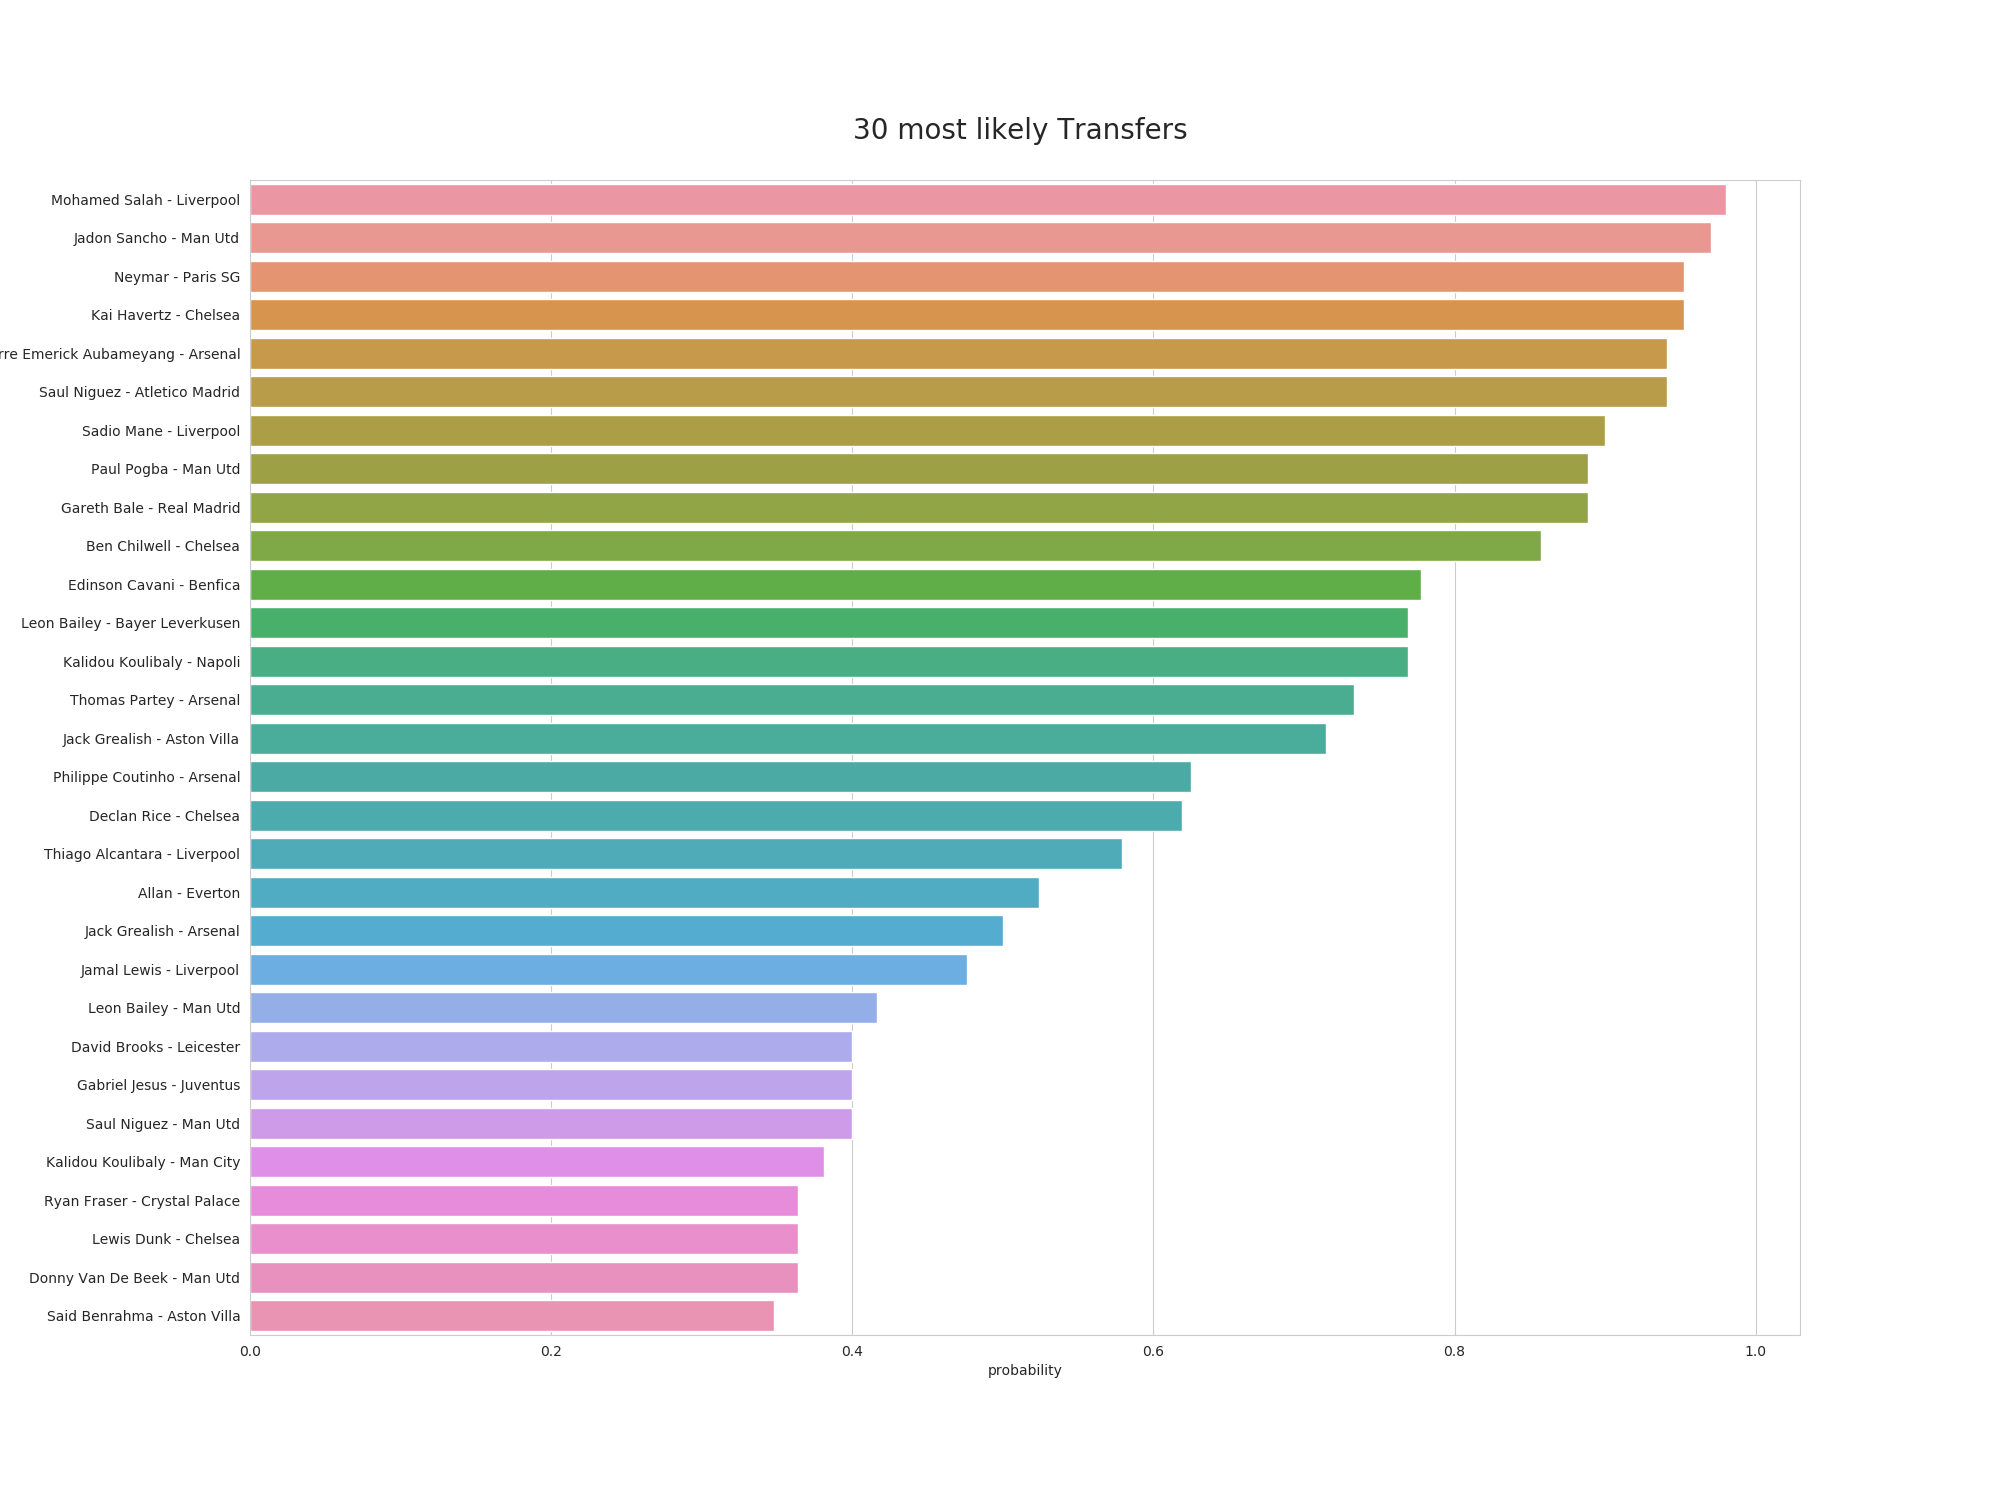 30 most likely Transfers
Mohamed Salah - Liverpool
Jadon Sancho - Man Utd
Neymar - Paris SG
Kai Havertz - Chelsea
rre Emerick Aubameyang - Arsenal
Saul Niguez - Atletico Madrid
Sadio Mane - Liverpool
Paul Pogba - Man Utd
Gareth Bale - Real Madrid
Ben Chilwell - Chelsea
Edinson Cavani - Benfica
Leon Bailey - Bayer Leverkusen
Kalidou Koulibaly - Napoli
Thomas Partey - Arsenal
Jack Grealish - Aston Villa
Philippe Coutinho - Arsenal
Declan Rice - Chelsea
Thiago Alcantara - Liverpool
Allan - Everton
Jack Grealish - Arsenal
Jamal Lewis - Liverpool
Leon Bailey - Man Utd
David Brooks - Leicester
Gabriel Jesus - Juventus
Saul Niguez - Man Utd
Kalidou Koulibaly - Man City
Ryan Fraser - Crystal Palace
Lewis Dunk - Chelsea
Donny Van De Beek - Man Utd
Said Benrahma - Aston Villa
0.0 0.2 0.4 0.6 0.8 1.0
probability